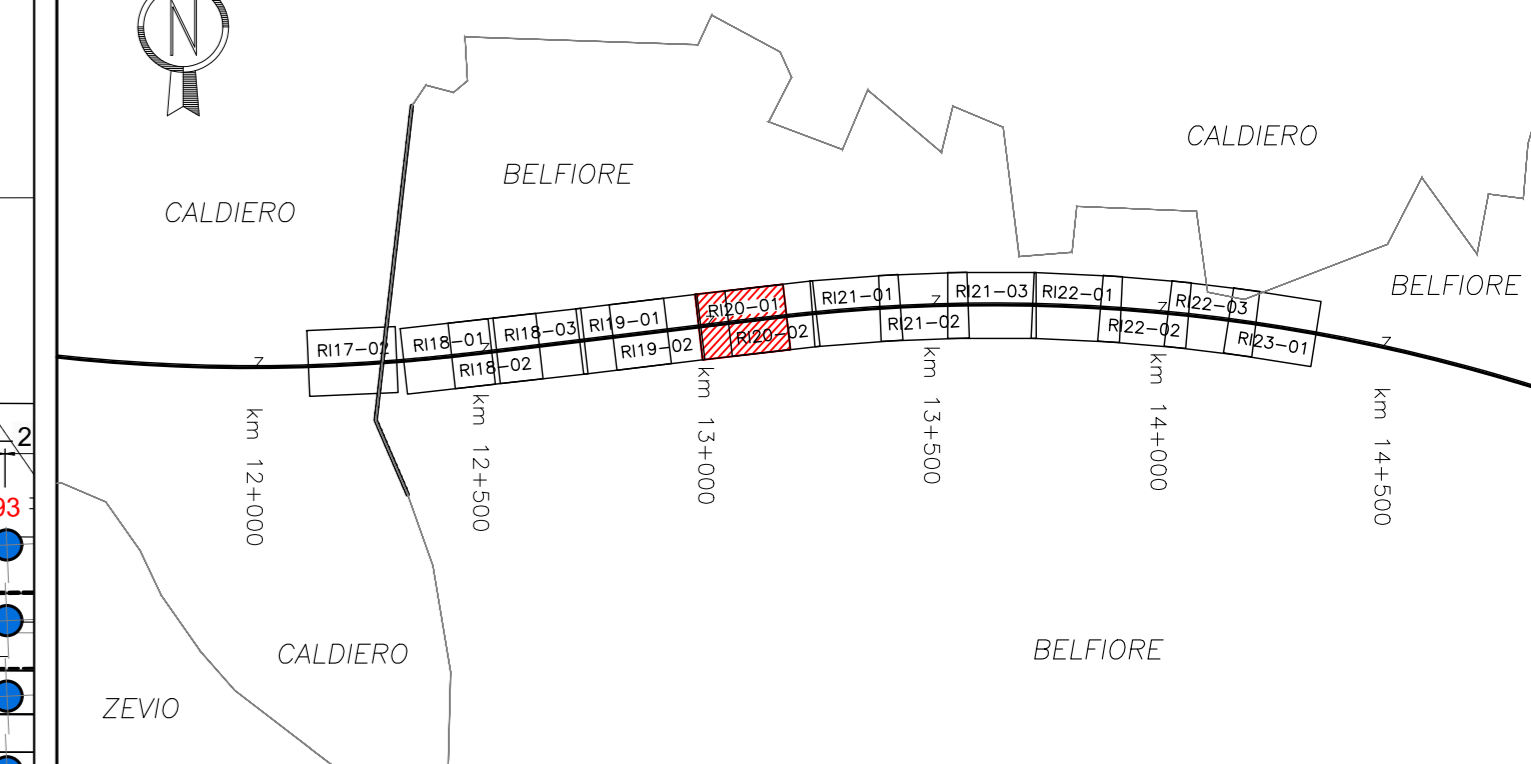 N
CALDIERO
BELFIORE
CALDIERO
BELFIORE
RI17-02
RI18-01
RI18-02
RI18-03
RI19-01
RI19-02
RI20-01
RI20-02
RI21-01
RI21-02
RI21-03
RI22-01
RI22-02
RI22-03
RI23-01
km 12+000
km 12+500
km 13+000
km 13+500
km 14+000
km 14+500
2
93
CALDIERO
BELFIORE
ZEVIO